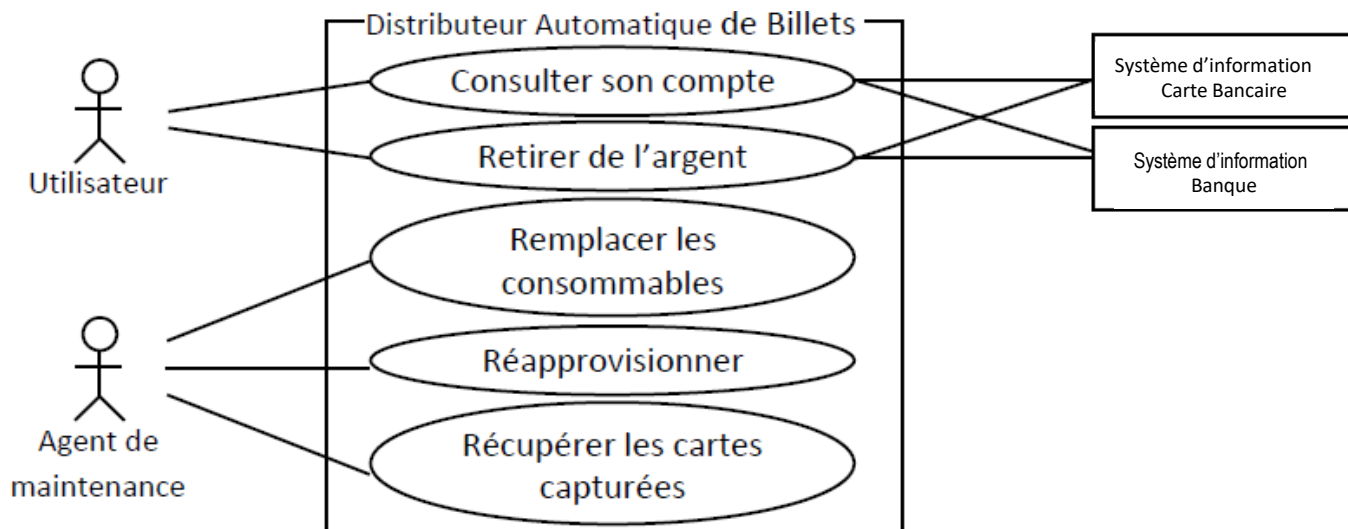 Distributeur Automatique de Billets
Consulter son compte
Système d'information
Carte Bancaire
Retirer de l'argent
Système d'information
Banque
Utilisateur
Remplacer les
consommables
Réapprovisionner
Agent de
maintenance
Récupérer les cartes
capturées